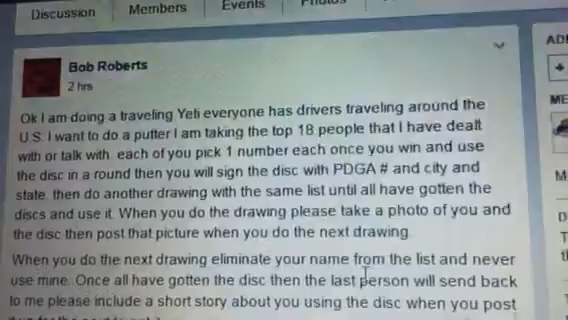 Discussion Members Events Photos
Bob Roberts
2 hrs
Ok I am doing a traveling Yeti everyone has drivers traveling around the
U.S. I want to do a putter I am taking the top 18 people that I have dealt
with or talk with each of you pick 1 number each once you win and use
the disc in a round then you will sign the disc with PDGA # and city and
state. then do another drawing with the same list until all have gotten the
discs and use it. When you do the drawing please take a photo of you and
the disc then post that picture when you do the next drawing.
When you do the next drawing eliminate your name from the list and never
use mine. Once all have gotten the disc then the last person will send back
to me please include a short story about you using the disc when you post
AD
+
ME
M
D
T